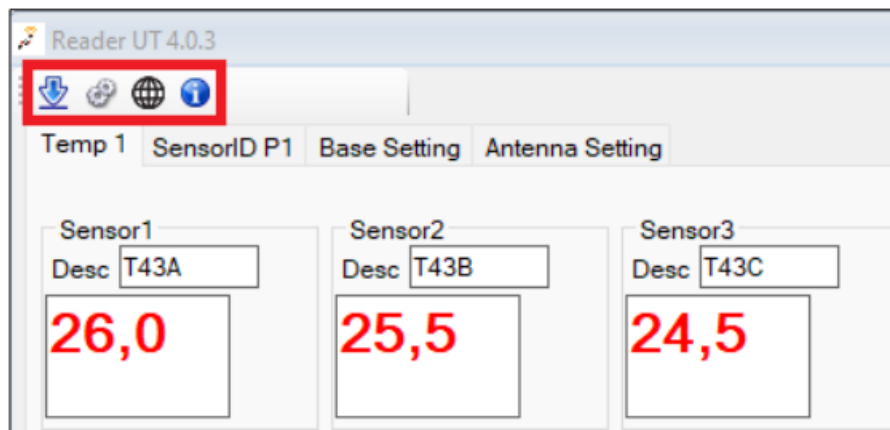 Reader UT 4.0.3
Temp 1 SensorID P1 Base Setting Antenna Setting
Sensor1 Sensor2 Sensor3
Desc T43A Desc T43B Desc T43C
26,0 25,5 24,5